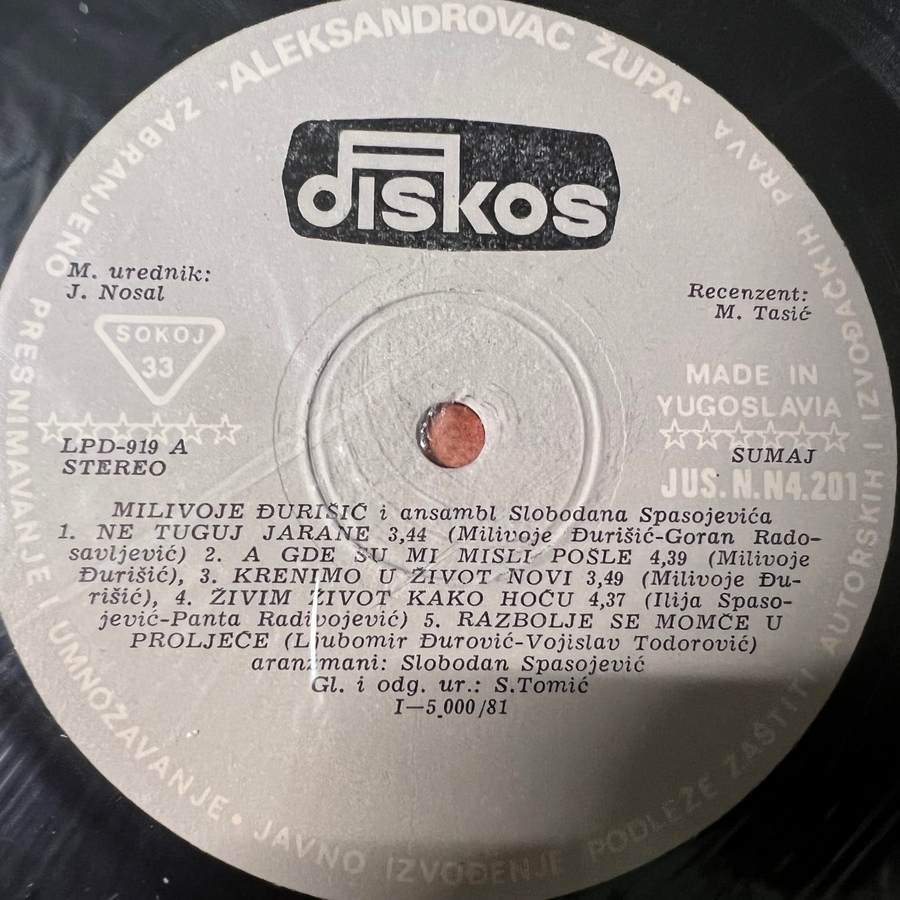 ·ALEKSANDROVAC ŽUPA·
diskos
M. urednik:
J. Nosal
SOKOJ
33
Recenzent:
M. Tasić
MADE IN
YUGOSLAVIA
LPD-919 A
STEREO
ŠUMAJ
JUS. N. N4.201
MILIVOJE ĐURIŠIĆ i ansambl Slobodana Spasojevića
1. NE TUGUJ JARANE 3,44 (Milivoje Đurišić-Goran Rado-
savljević) 2. A GDE SU MI MISLI POŠLE 4,39 (Milivoje
Đurišić), 3. KRENIMO U ŽIVOT NOVI 3,49 (Milivoje Đu-
rišić), 4. ŽIVIM ŽIVOT KAKO HOĆU 4,37 (Ilija Spaso-
jević-Panta Radivojević) 5. RAZBOLJE SE MOMČE U
PROLJEĆE (Ljubomir Đurović-Vojislav Todorović)
aranžmani: Slobodan Spasojević
Gl. i odg. ur.: S.Tomić
I—5.000/81
ZABRANJENO PRESNIMAVANJE I UMNOŽAVANJE • JAVNO IZVOĐENJE PODLEŽE ZAŠTITI AUTORSKIH I IZVOĐAČKIH PRAVA